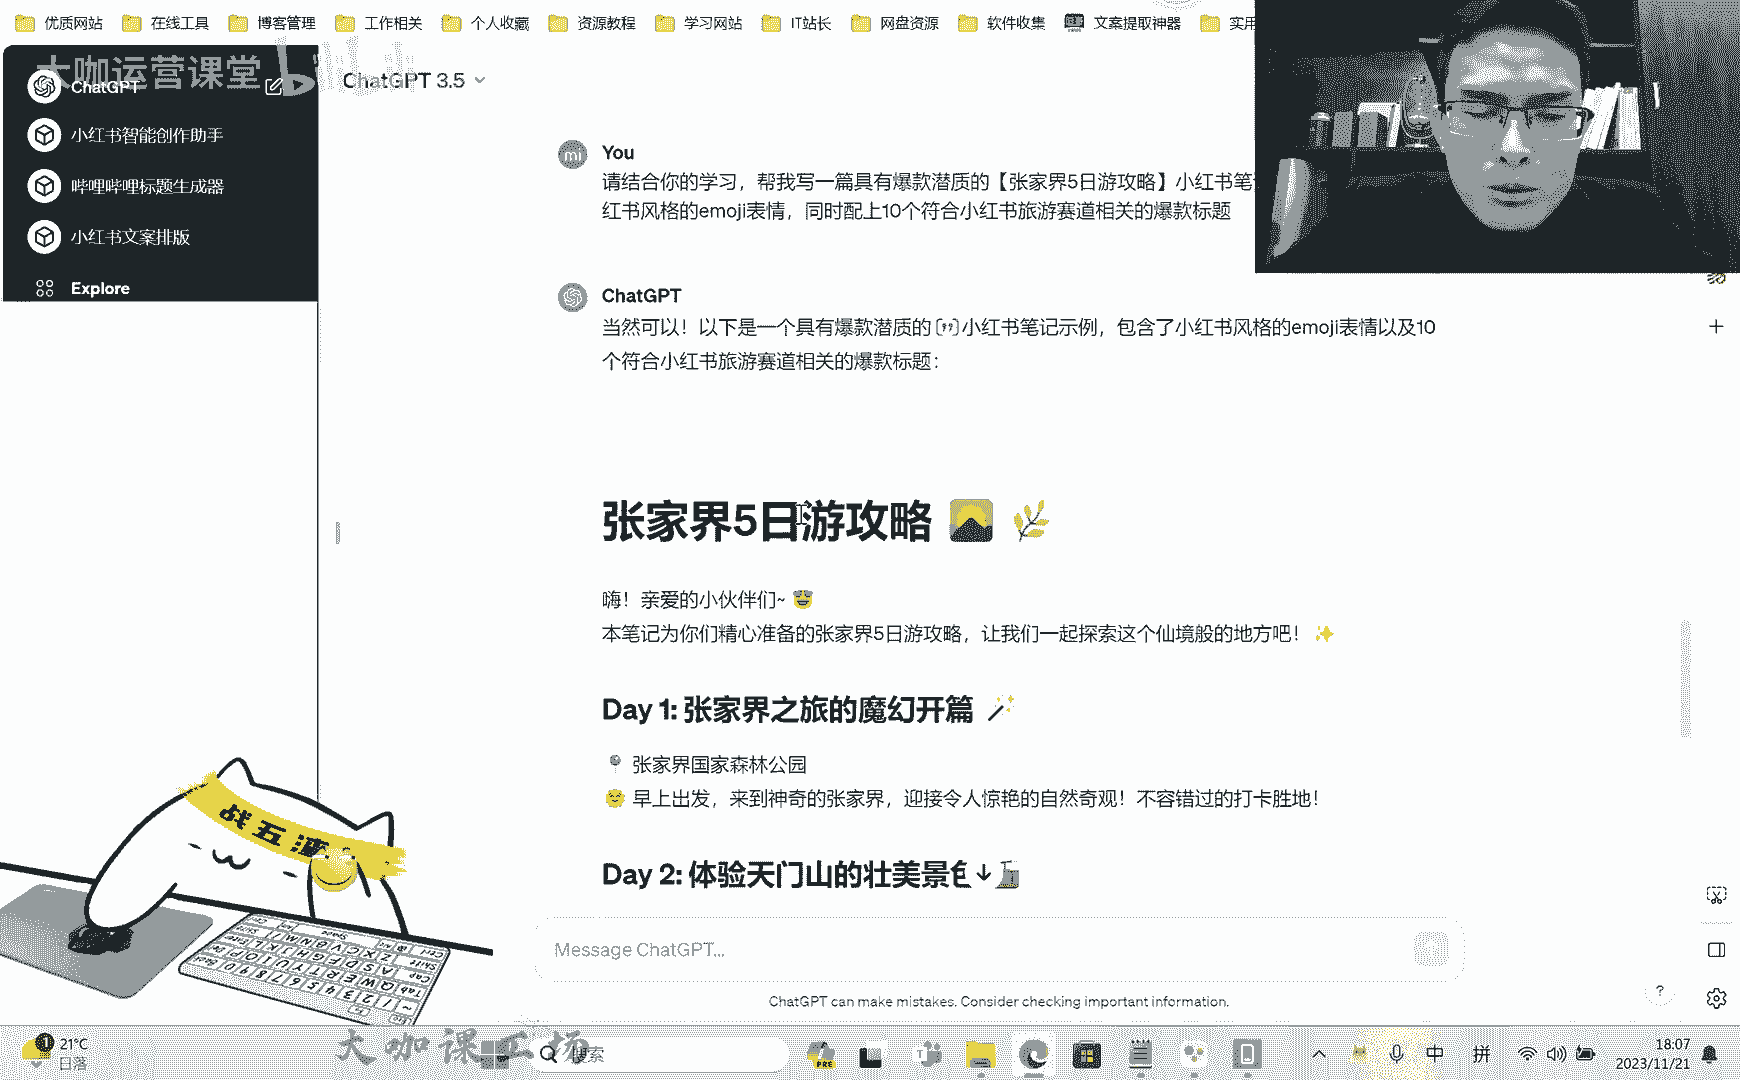 优质网站 在线工具 博客管理 工作相关 个人收藏 资源教程 学习网站 IT站长 网盘资源 软件收集 文案提取神器 实用
大咖运营课堂 bilibili
ChatGPT
小红书智能创作助手
哔哩哔哩标题生成器
小红书文案排版
Explore
ChatGPT 3.5
mi You
请结合你的学习，帮我写一篇具有爆款潜质的【张家界5日游攻略】小红书笔
红书风格的emoji表情，同时配上10个符合小红书旅游赛道相关的爆款标题
ChatGPT
当然可以！以下是一个具有爆款潜质的小红书笔记示例，包含了小红书风格的emoji表情以及10
个符合小红书旅游赛道相关的爆款标题：
张家界5日游攻略 🌄 🌿
嗨！亲爱的小伙伴们~
本笔记为你们精心准备的张家界5日游攻略，让我们一起探索这个仙境般的地方吧！ ✨
Day 1: 张家界之旅的魔幻开篇 🪄
📍 张家界国家森林公园
早上出发，来到神奇的张家界，迎接令人惊艳的自然奇观！不容错过的打卡胜地！
Day 2: 体验天门山的壮美景色
Message ChatGPT...
ChatGPT can make mistakes. Consider checking important information.
?
战五渣
大咖课工场
1
21°C
日落
搜索
PRE
中 拼
18:07
2023/11/21